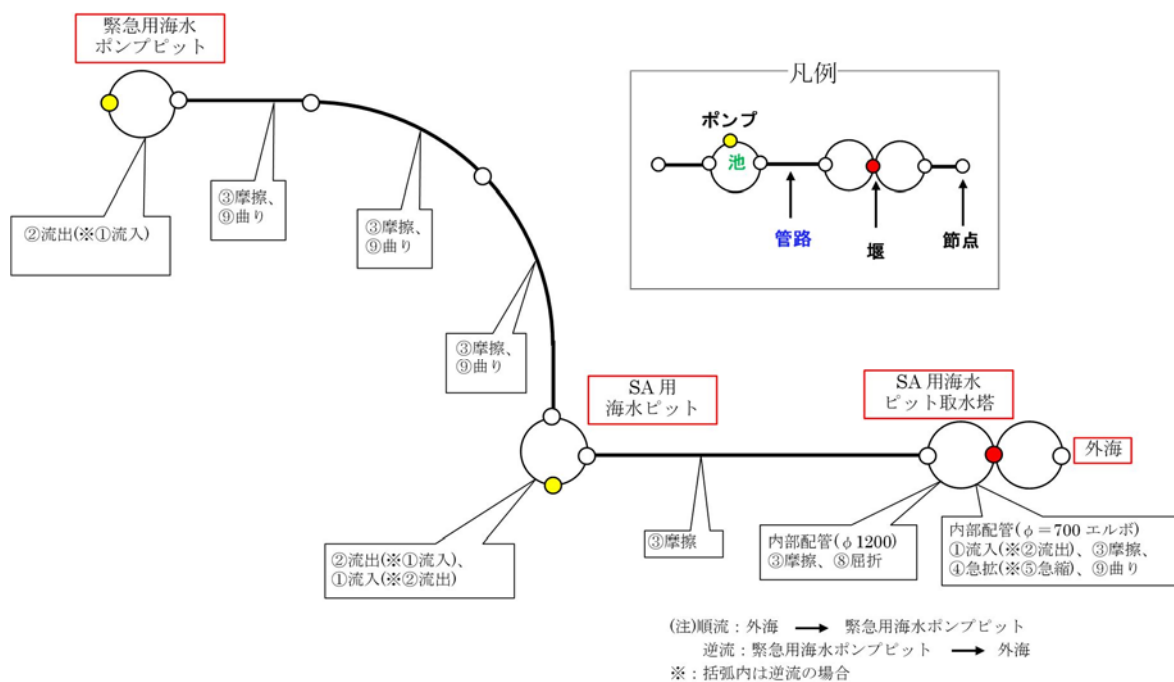 緊急用海水
ポンプピット
凡例
ポンプ
池
管路
堰
節点
③摩擦、
⑨曲り
③摩擦、
⑨曲り
②流出(※①流入)
③摩擦、
⑨曲り
SA 用
海水ピット
SA 用海水
ピット取水塔
外海
②流出(※①流入)、
①流入(※②流出)
③摩擦
内部配管(φ1200)
③摩擦、⑧屈折
内部配管(φ＝700 エルボ)
①流入(※②流出)、③摩擦、
④急拡(※⑤急縮)、⑨曲り
(注)順流：外海 → 緊急用海水ポンプピット
逆流：緊急用海水ポンプピット → 外海
※：括弧内は逆流の場合